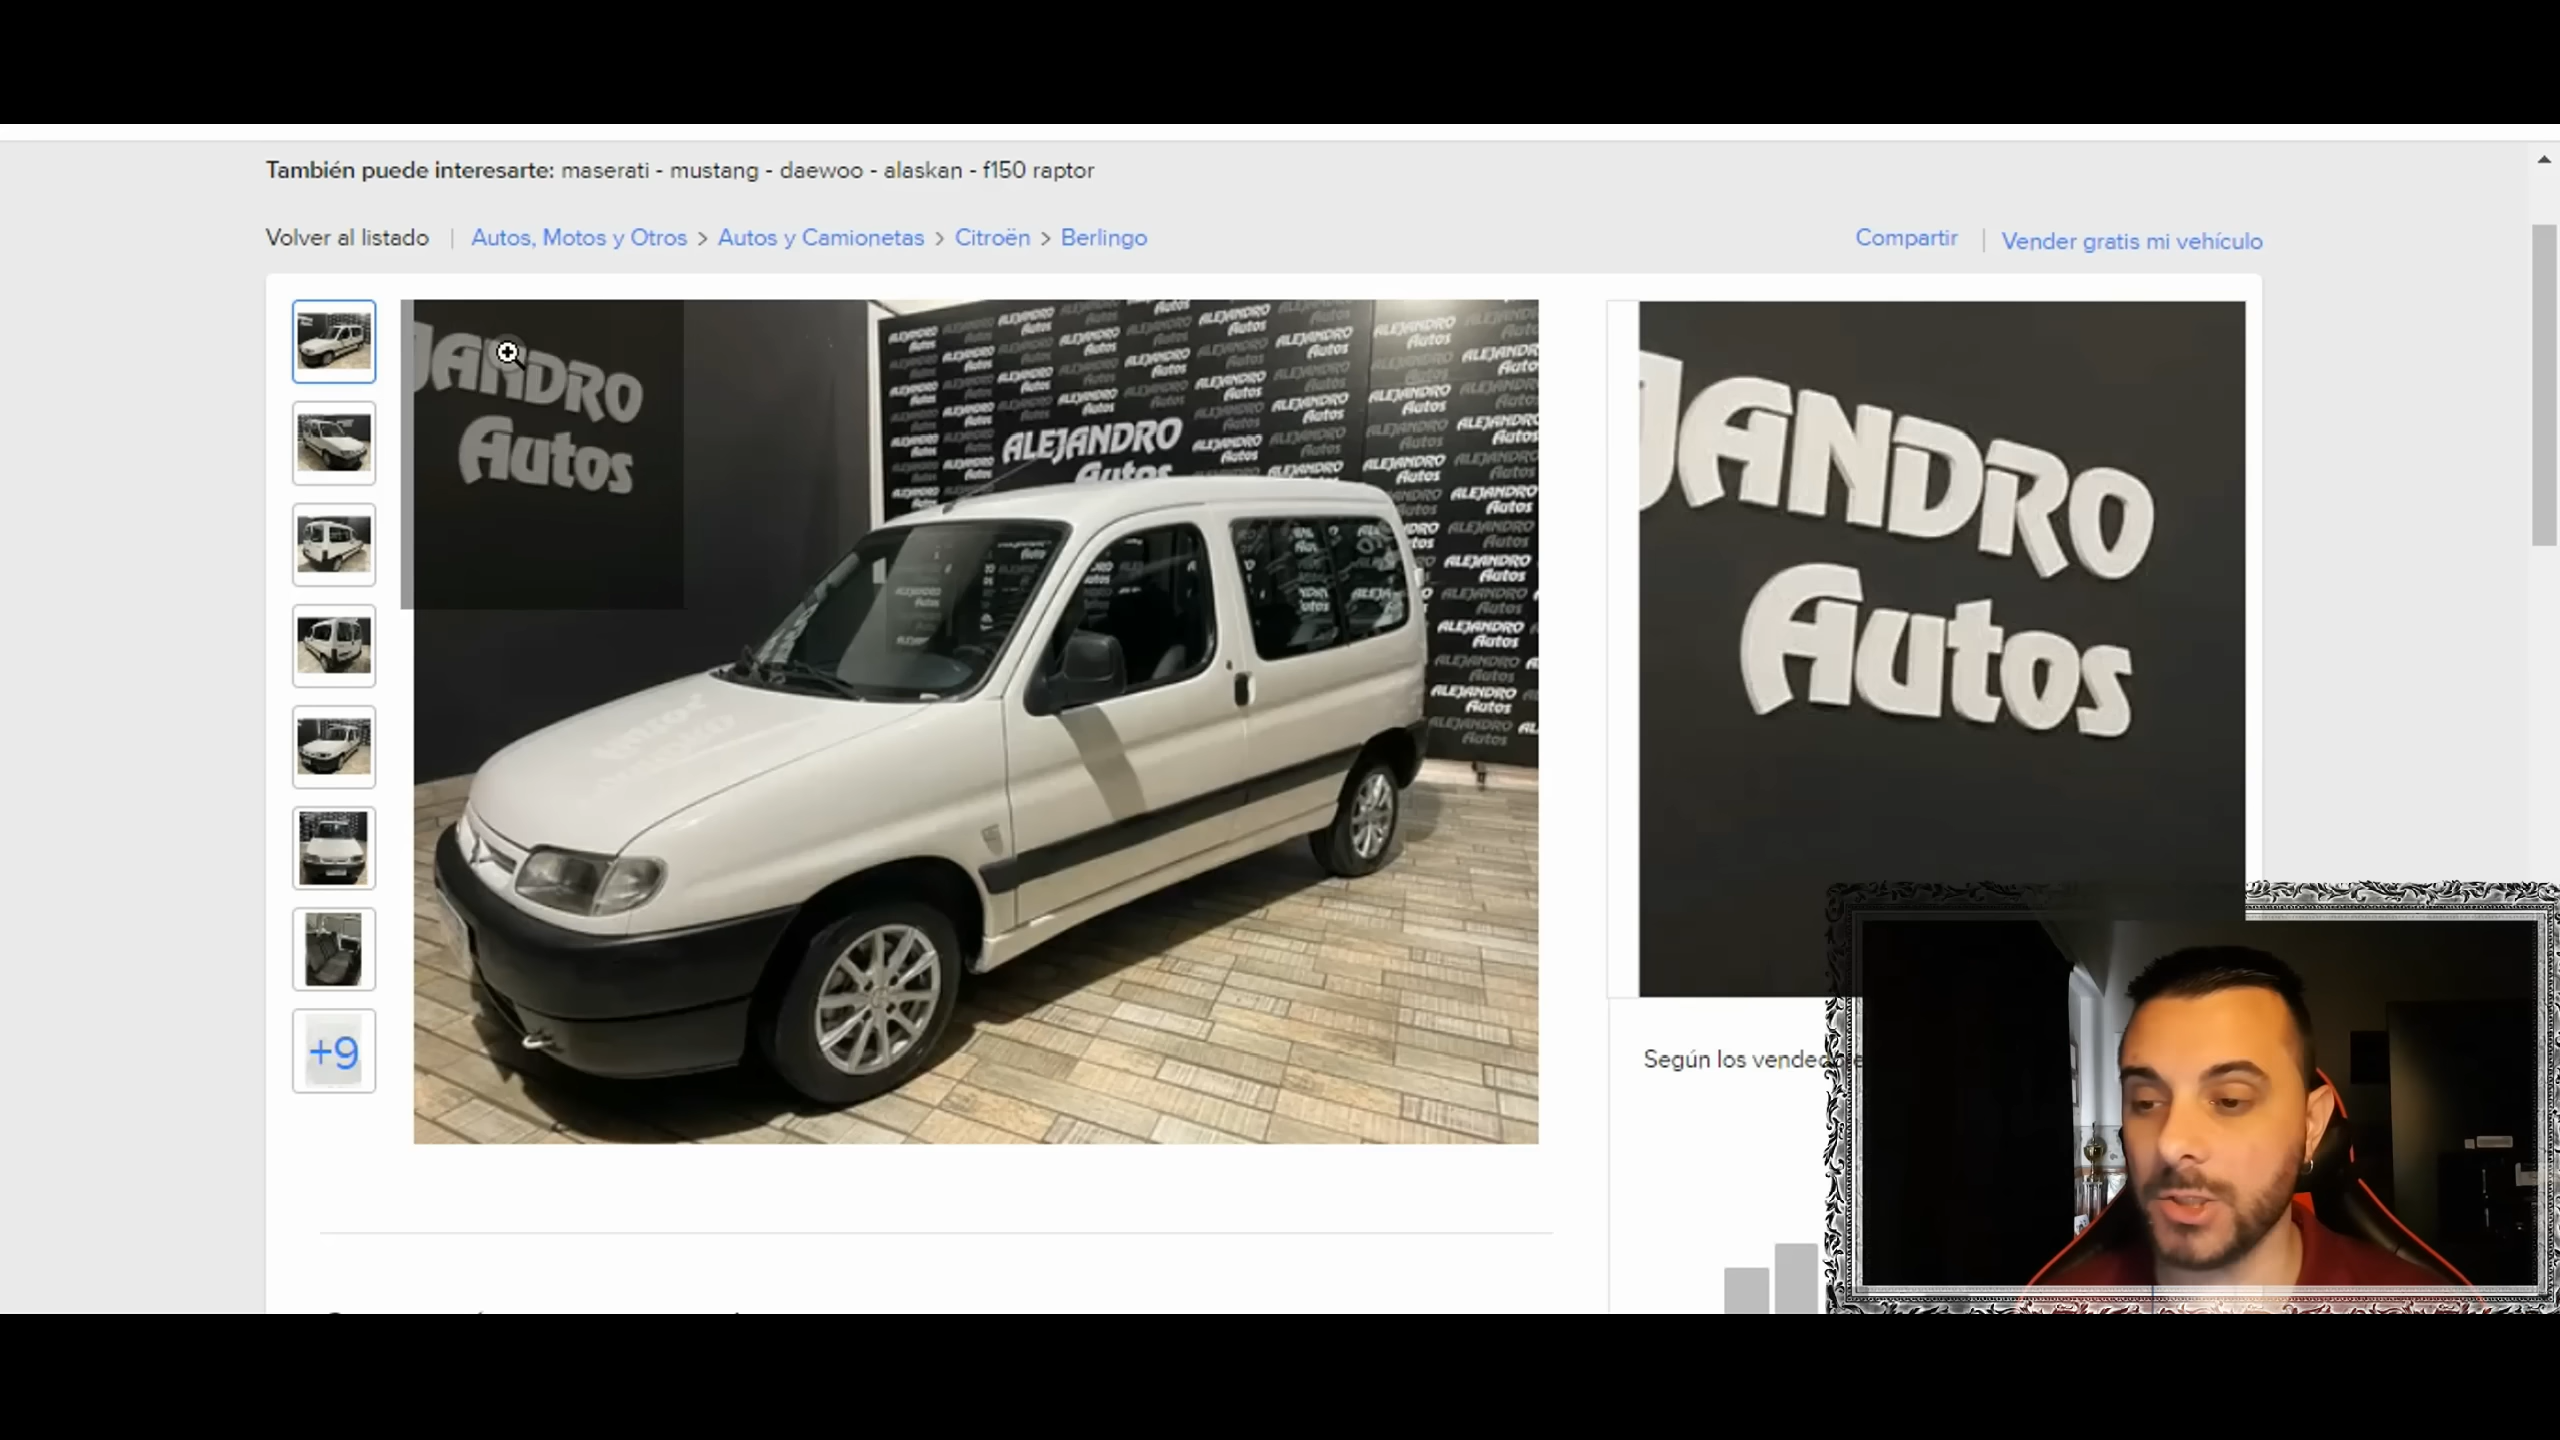 También puede interesarte: maserati - mustang - daewoo - alaskan - f150 raptor
Volver al listado | Autos, Motos y Otros > Autos y Camionetas > Citroën > Berlingo
Compartir | Vender gratis mi vehículo
JANDRO
Autos
ALEJANDRO
Autos
JANDRO
Autos
+9
Según los